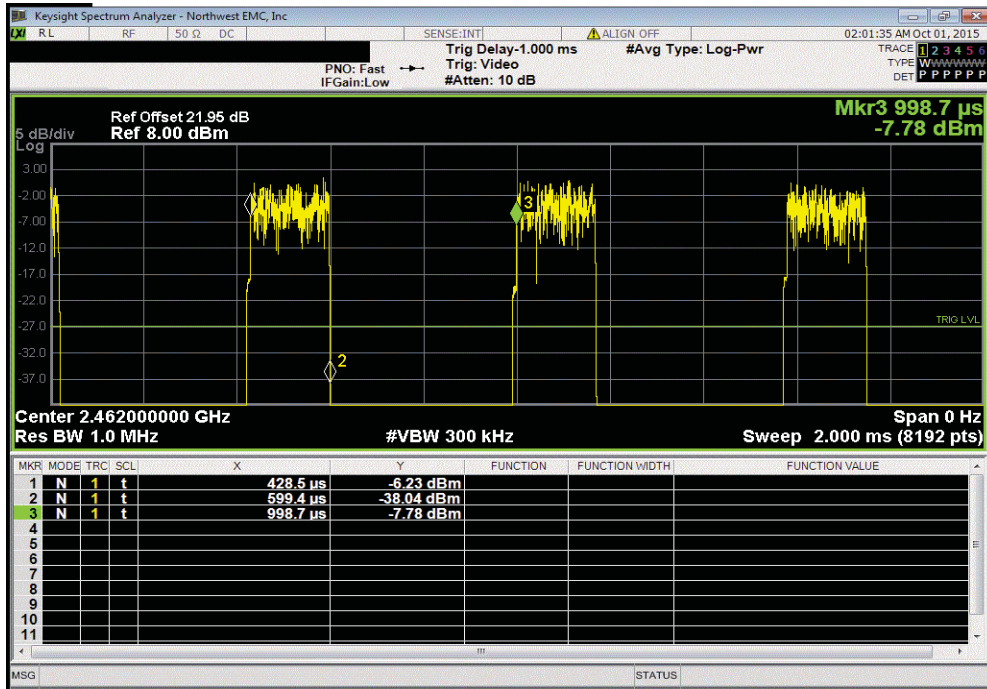 Keysight Spectrum Analyzer - Northwest EMC, Inc
LXI RL RF 50 Ω DC SENSE:INT ALIGN OFF 02:01:35 AM Oct 01, 2015
Trig Delay-1.000 ms #Avg Type: Log-Pwr TRACE 1 2 3 4 5 6
PNO: Fast Trig: Video TYPE WWWWWW
IFGain:Low #Atten: 10 dB DET P P P P P P
Mkr3 998.7 µs
-7.78 dBm
Ref Offset 21.95 dB
5 dB/div Ref 8.00 dBm
Log
3.00
-2.00
-7.00
-12.0
-17.0
-22.0
-27.0
-32.0
-37.0
3
TRIG LVL
2
Center 2.462000000 GHz Span 0 Hz
Res BW 1.0 MHz #VBW 300 kHz Sweep 2.000 ms (8192 pts)
MKR MODE TRC SCL X Y FUNCTION FUNCTION WIDTH FUNCTION VALUE
1 N 1 t 428.5 µs -6.23 dBm
2 N 1 t 599.4 µs -38.04 dBm
3 N 1 t 998.7 µs -7.78 dBm
4
5
6
7
8
9
10
11
MSG STATUS